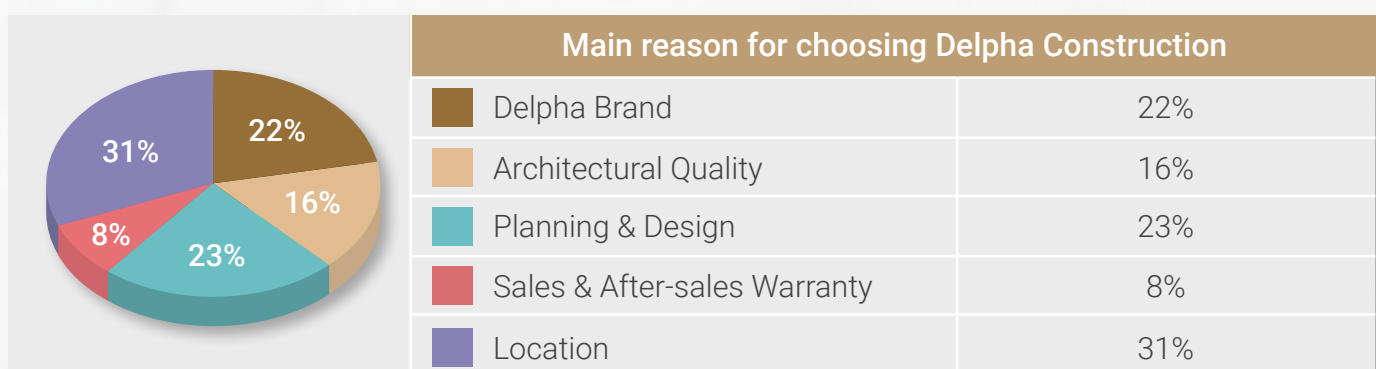 Main reason for choosing Delpha Construction
31%
22%
16%
8%
23%
Delpha Brand 22%
Architectural Quality 16%
Planning & Design 23%
Sales & After-sales Warranty 8%
Location 31%